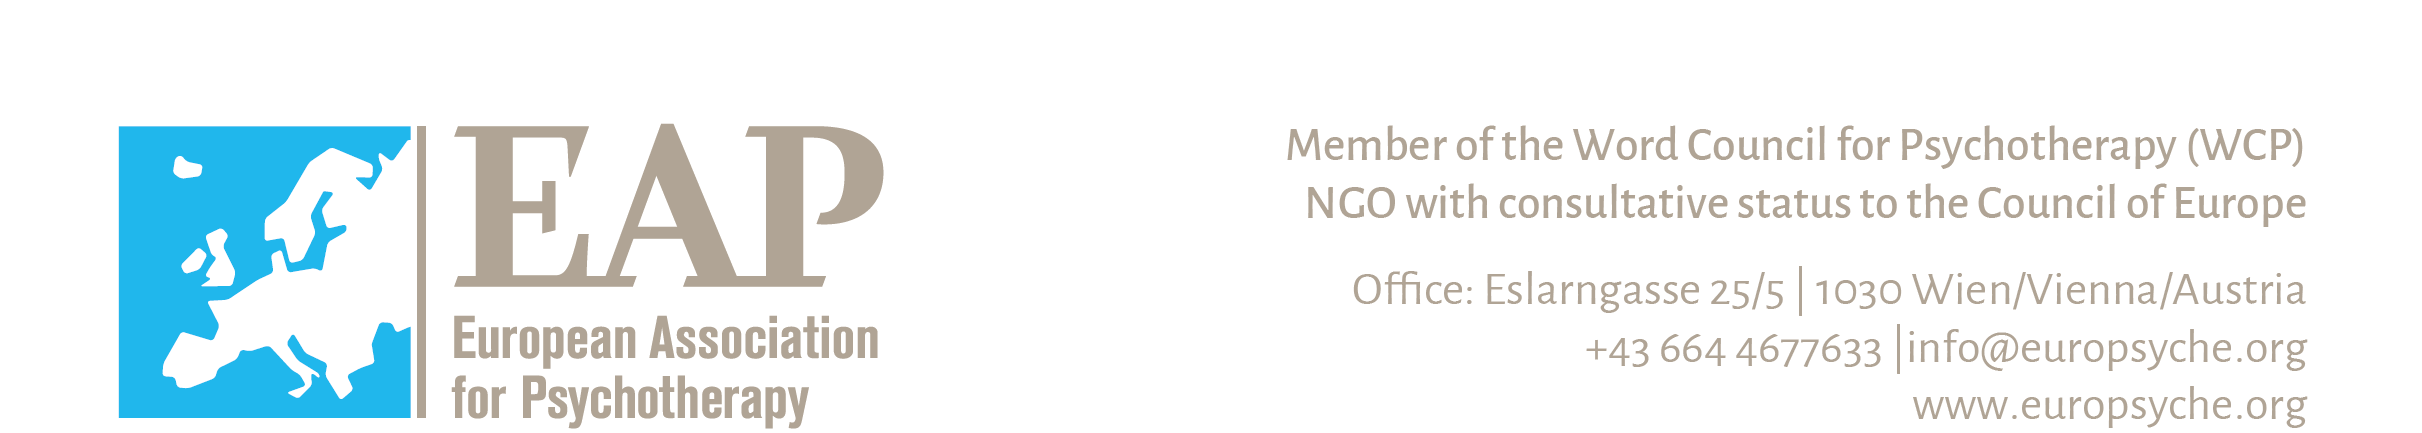 EAP
European Association
for Psychotherapy
Member of the Word Council for Psychotherapy (WCP)
NGO with consultative status to the Council of Europe
Office: Eslarngasse 25/5 | 1030 Wien/Vienna/Austria
+43 664 4677633 |info@europsyche.org
www.europsyche.org